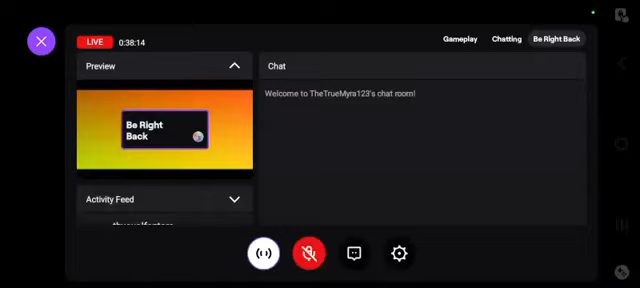 LIVE 0:38:14 Gameplay Chatting Be Right Back
Preview
Chat
Welcome to TheTrueMyra123's chat room!
Be Right
Back
Activity Feed